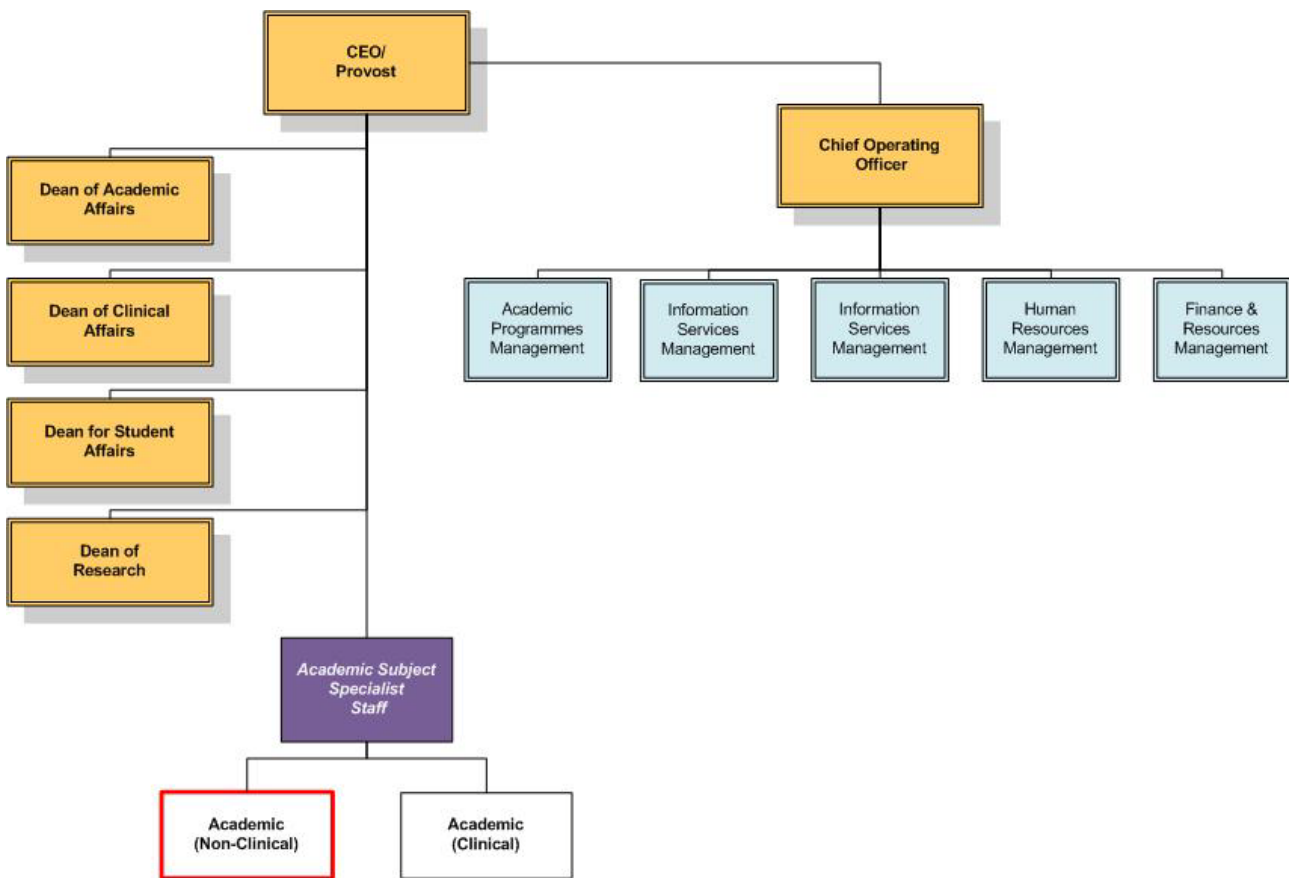 CEO/
Provost
Chief Operating
Officer
Dean of Academic
Affairs
Dean of Clinical
Affairs
Dean for Student
Affairs
Dean of
Research
Academic
Programmes
Management
Information
Services
Management
Information
Services
Management
Human
Resources
Management
Finance &
Resources
Management
Academic Subject
Specialist
Staff
Academic
(Non-Clinical)
Academic
(Clinical)